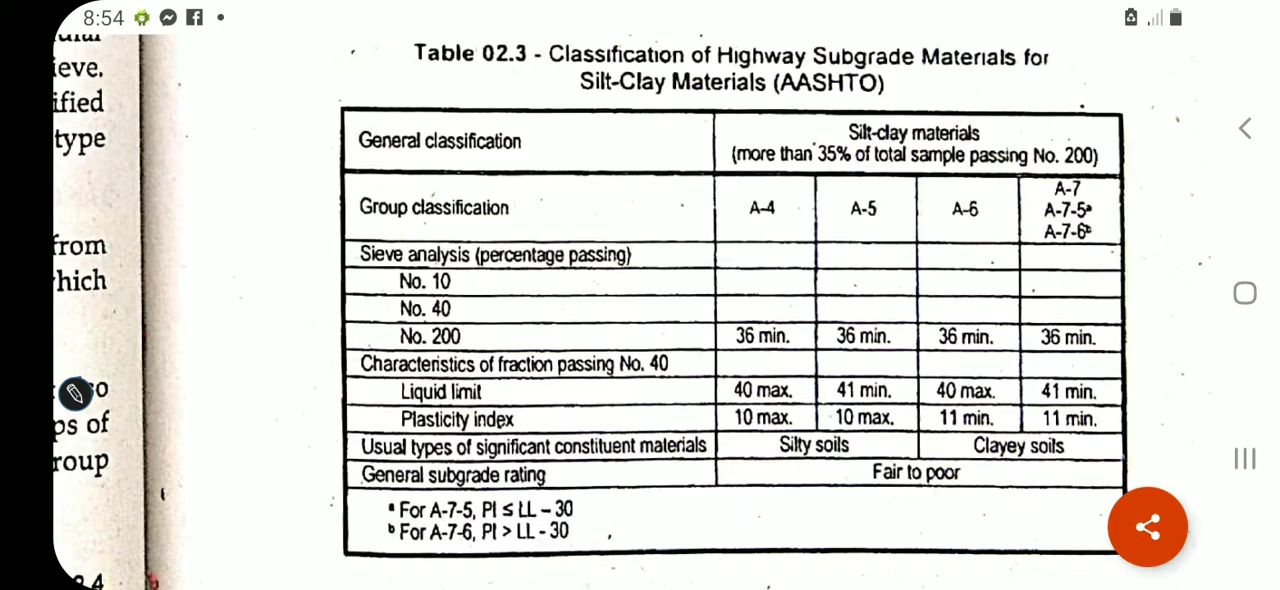 8:54
ieve.
ified
type
from
hich
so
ps of
roup
Table 02.3 - Classification of Highway Subgrade Materials for
Silt-Clay Materials (AASHTO)
General classification
Silt-clay materials
(more than 35% of total sample passing No. 200)
Group classification
A-4
A-5
A-6
A-7
A-7-5ᵃ
A-7-6ᵇ
Sieve analysis (percentage passing)
No. 10
No. 40
No. 200 36 min. 36 min. 36 min. 36 min.
Characteristics of fraction passing No. 40
Liquid limit 40 max. 41 min. 40 max. 41 min.
Plasticity index 10 max. 10 max. 11 min. 11 min.
Usual types of significant constituent materials Silty soils Clayey soils
General subgrade rating Fair to poor
ᵃ For A-7-5, PI ≤ LL - 30
ᵇ For A-7-6, PI > LL - 30